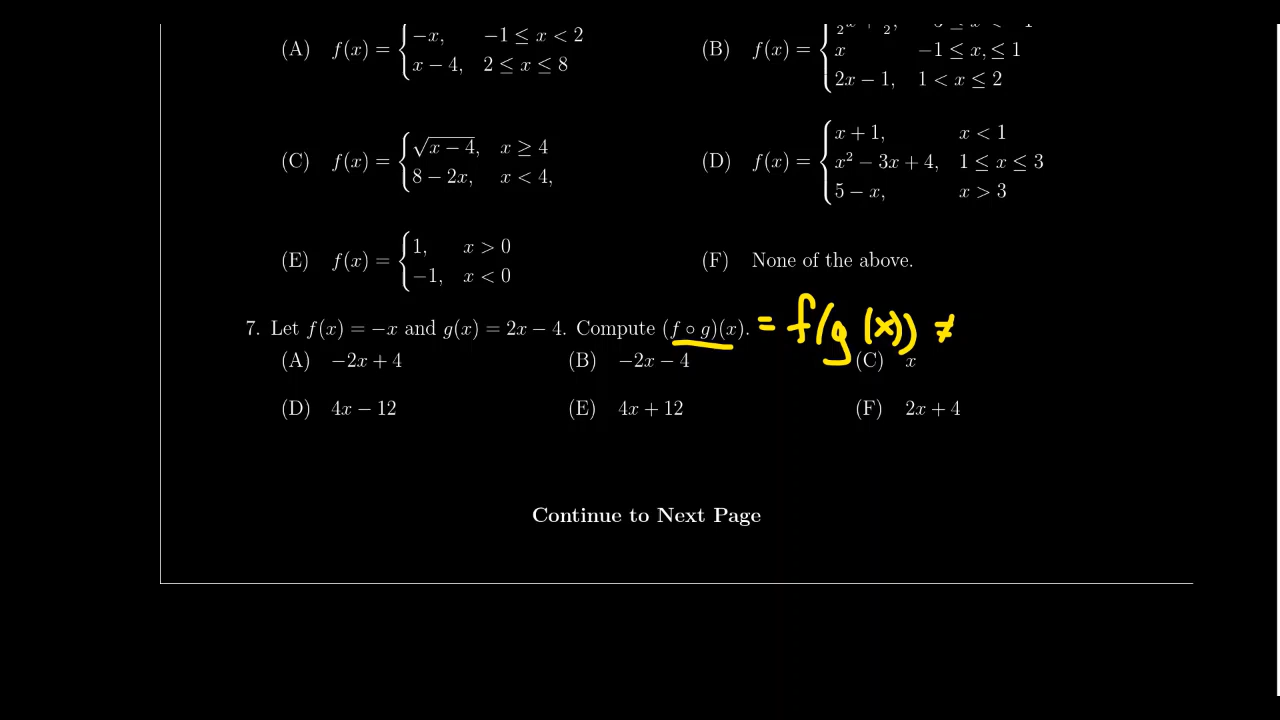 (A) f(x) = { −x, −1 ≤ x < 2
x − 4, 2 ≤ x ≤ 8
(B) f(x) = { x −1 ≤ x, ≤ 1
2x − 1, 1 < x ≤ 2
(C) f(x) = { √(x − 4), x ≥ 4
8 − 2x, x < 4,
(D) f(x) = { x + 1, x < 1
x² − 3x + 4, 1 ≤ x ≤ 3
5 − x, x > 3
(E) f(x) = { 1, x > 0
−1, x < 0
(F) None of the above.
7. Let f(x) = −x and g(x) = 2x − 4. Compute (f ∘ g)(x). = f(g(x)) ≠
(A) −2x + 4 (B) −2x − 4 (C) x
(D) 4x − 12 (E) 4x + 12 (F) 2x + 4
Continue to Next Page